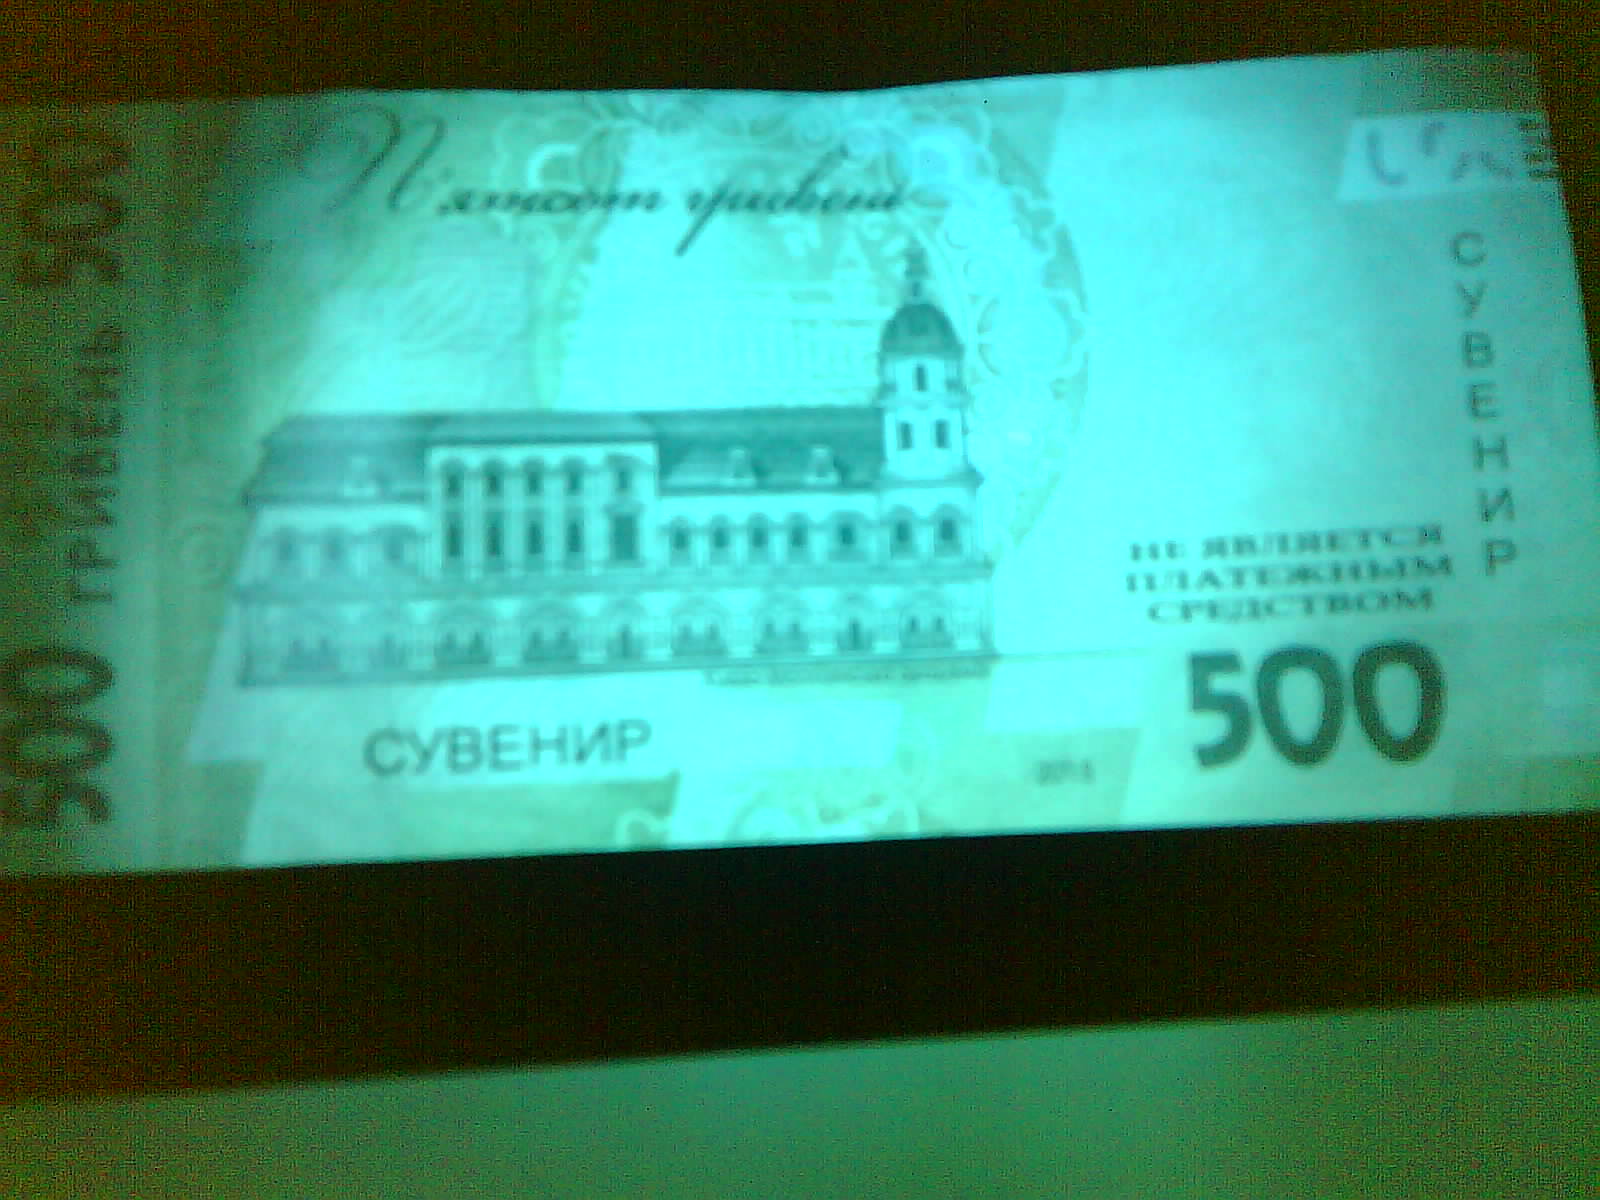 500 ГРИВЕНЬ 500
П'ятсот гривень
СУВЕНИР
НЕ ЯВЛЯЕТСЯ
ПЛАТЕЖНЫМ
СРЕДСТВОМ
500
СУВЕНИР